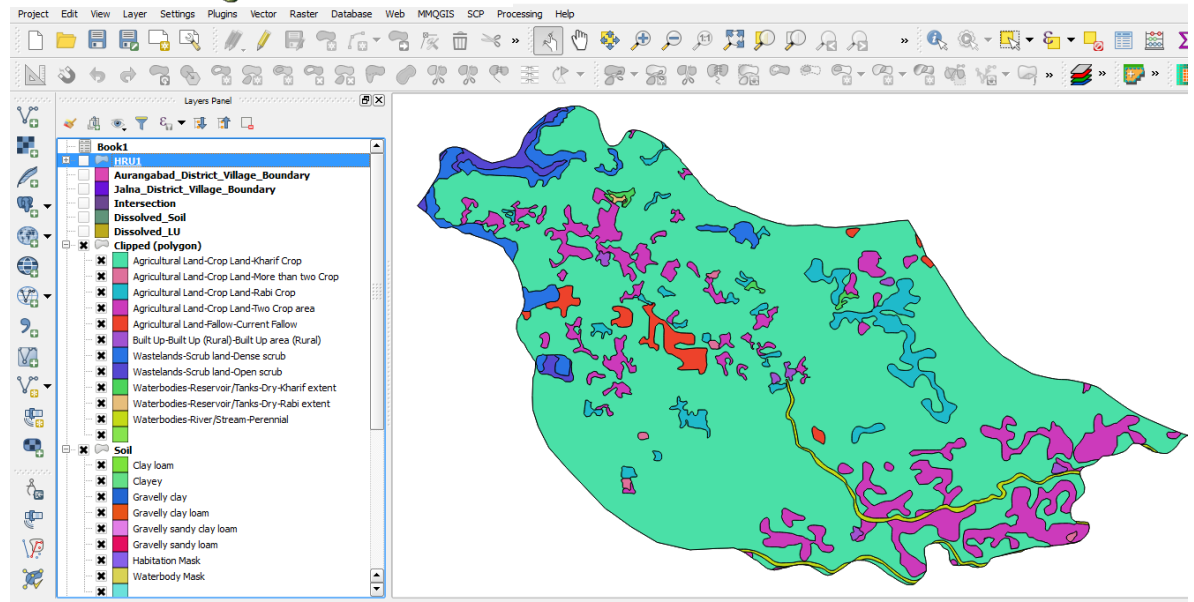 Project Edit View Layer Settings Plugins Vector Raster Database Web MMQGIS SCP Processing Help
Layers Panel
Book1
HRU1
Aurangabad_District_Village_Boundary
Jalna_District_Village_Boundary
Intersection
Dissolved_Soil
Dissolved_LU
Clipped (polygon)
Agricultural Land-Crop Land-Kharif Crop
Agricultural Land-Crop Land-More than two Crop
Agricultural Land-Crop Land-Rabi Crop
Agricultural Land-Crop Land-Two Crop area
Agricultural Land-Fallow-Current Fallow
Built Up-Built Up (Rural)-Built Up area (Rural)
Wastelands-Scrub land-Dense scrub
Wastelands-Scrub land-Open scrub
Waterbodies-Reservoir/Tanks-Dry-Kharif extent
Waterbodies-Reservoir/Tanks-Dry-Rabi extent
Waterbodies-River/Stream-Perennial
Soil
Clay loam
Clayey
Gravelly clay
Gravelly clay loam
Gravelly sandy clay loam
Gravelly sandy loam
Habitation Mask
Waterbody Mask